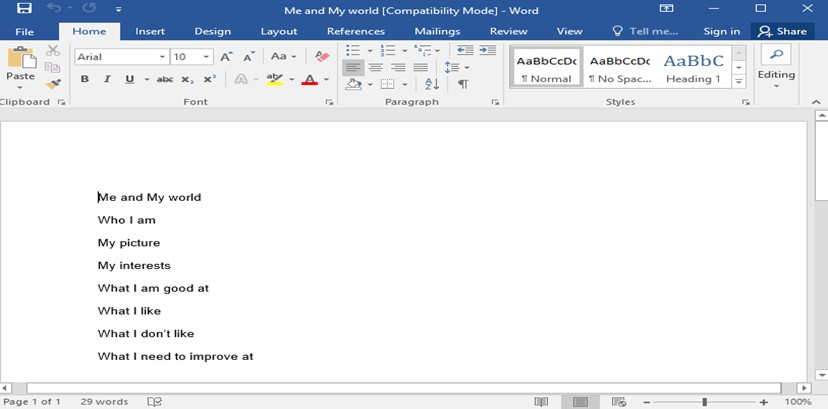 Me and My world [Compatibility Mode] - Word
File Home Insert Design Layout References Mailings Review View Tell me... Sign in Share
Arial 10 A A Aa A AaBbCcDc AaBbCcDc AaBbC
Paste B I U abc X₂ X² A ab A ¶ Normal ¶ No Spac... Heading 1 Editing
Clipboard Font Paragraph Styles
Me and My world
Who I am
My picture
My interests
What I am good at
What I like
What I don't like
What I need to improve at
Page 1 of 1 29 words 100%